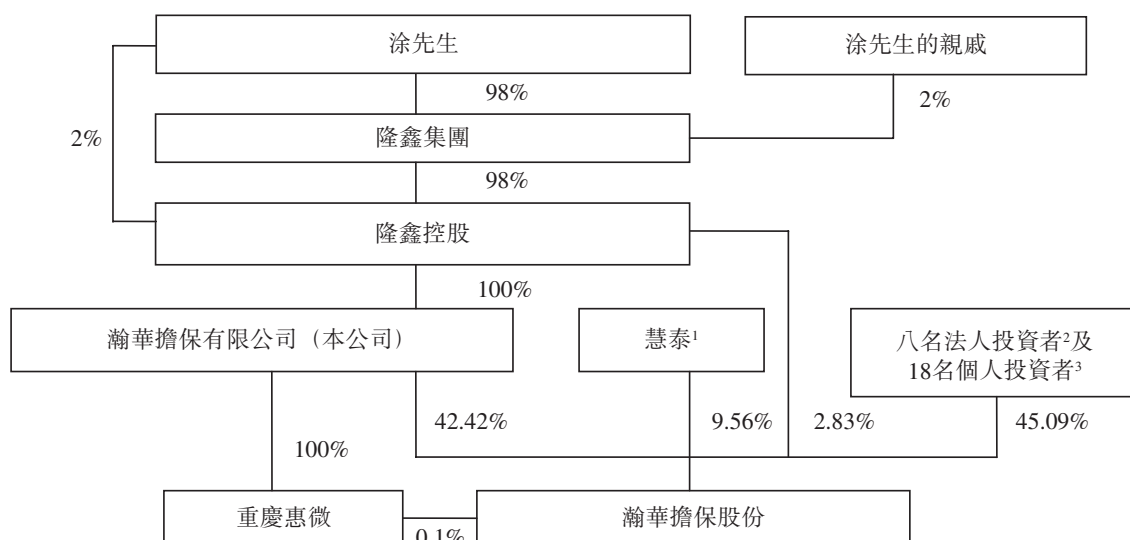 涂先生
涂先生的親戚
98%
2%
2%
隆鑫集團
98%
隆鑫控股
100%
瀚華擔保有限公司（本公司）
慧泰1
八名法人投資者2及
18名個人投資者3
42.42%
9.56%
2.83%
45.09%
100%
重慶惠微
瀚華擔保股份
0.1%